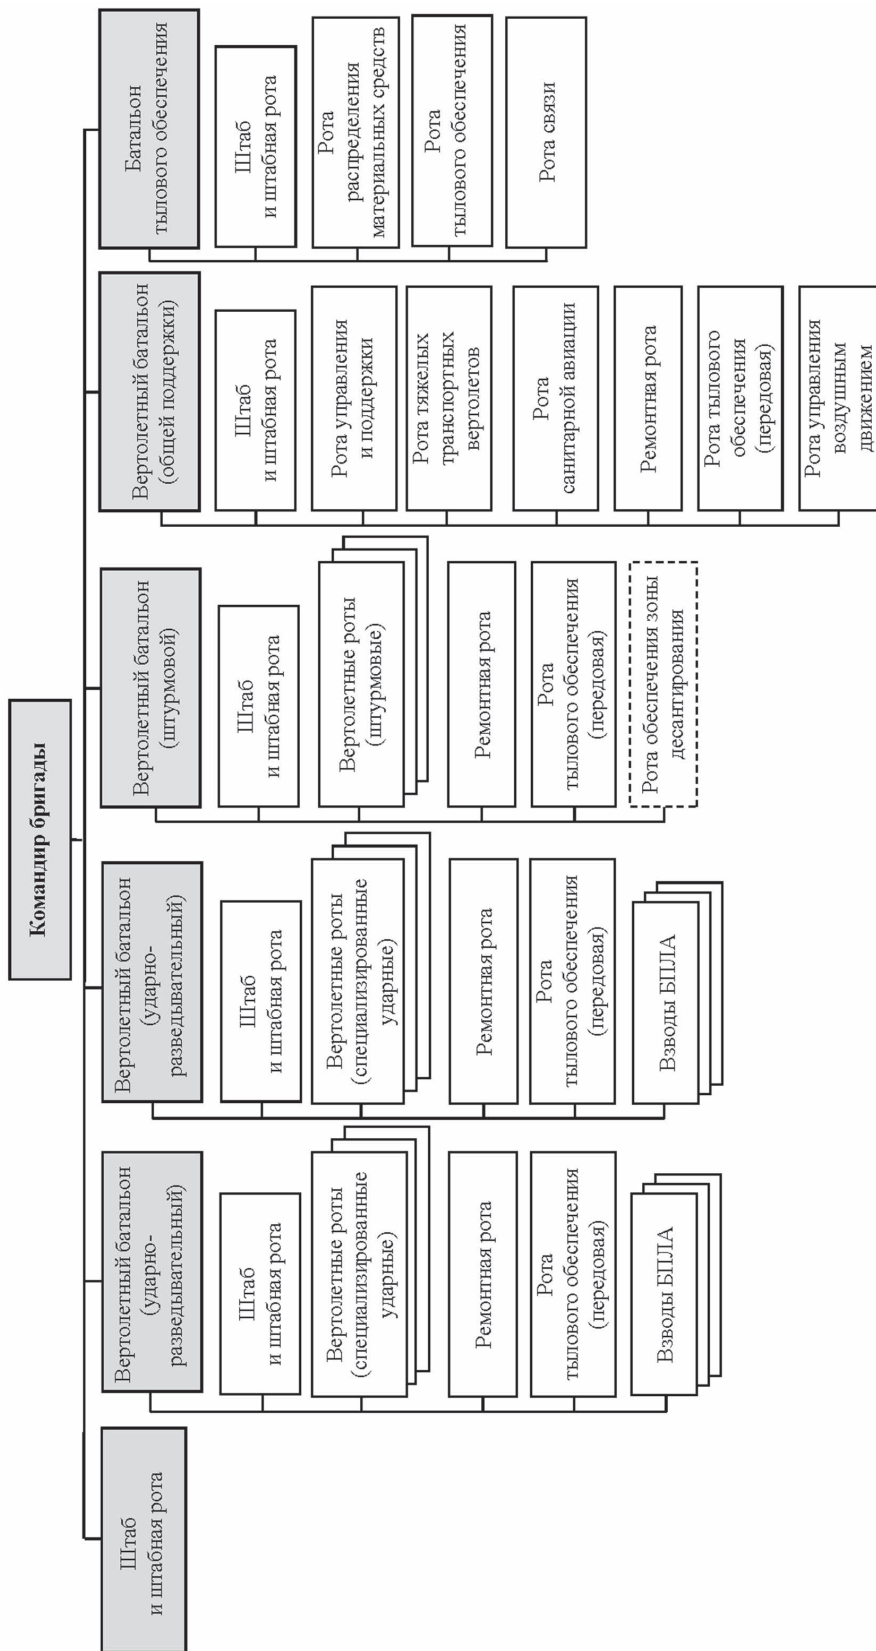 Командир бригады
Штаб
и штабная рота
Вертолетный батальон
(ударно-
разведывательный)
Штаб
и штабная рота
Вертолетные роты
(специализированные
ударные)
Ремонтная рота
Рота
тылового обеспечения
(передовая)
Взводы БПЛА
Вертолетный батальон
(ударно-
разведывательный)
Штаб
и штабная рота
Вертолетные роты
(специализированные
ударные)
Ремонтная рота
Рота
тылового обеспечения
(передовая)
Взводы БПЛА
Вертолетный батальон
(штурмовой)
Штаб
и штабная рота
Вертолетные роты
(штурмовые)
Ремонтная рота
Рота
тылового обеспечения
(передовая)
Рота обеспечения зоны
десантирования
Вертолетный батальон
(общей поддержки)
Штаб
и штабная рота
Рота управления
и поддержки
Рота тяжелых
транспортных
вертолетов
Рота
санитарной авиации
Ремонтная рота
Рота тылового
обеспечения
(передовая)
Рота управления
воздушным
движением
Батальон
тылового обеспечения
Штаб
и штабная рота
Рота
распределения
материальных средств
Рота
тылового обеспечения
Рота связи